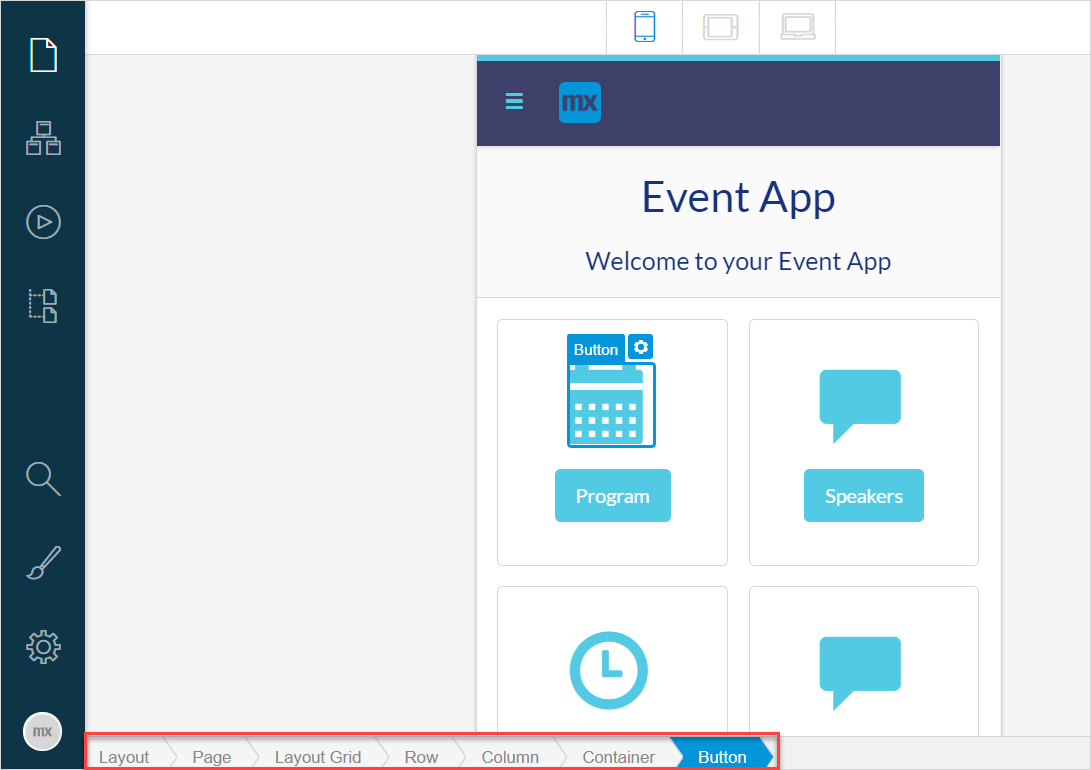 mx
Event App
Welcome to your Event App
Button
Program
Speakers
mx
Layout Page Layout Grid Row Column Container Button